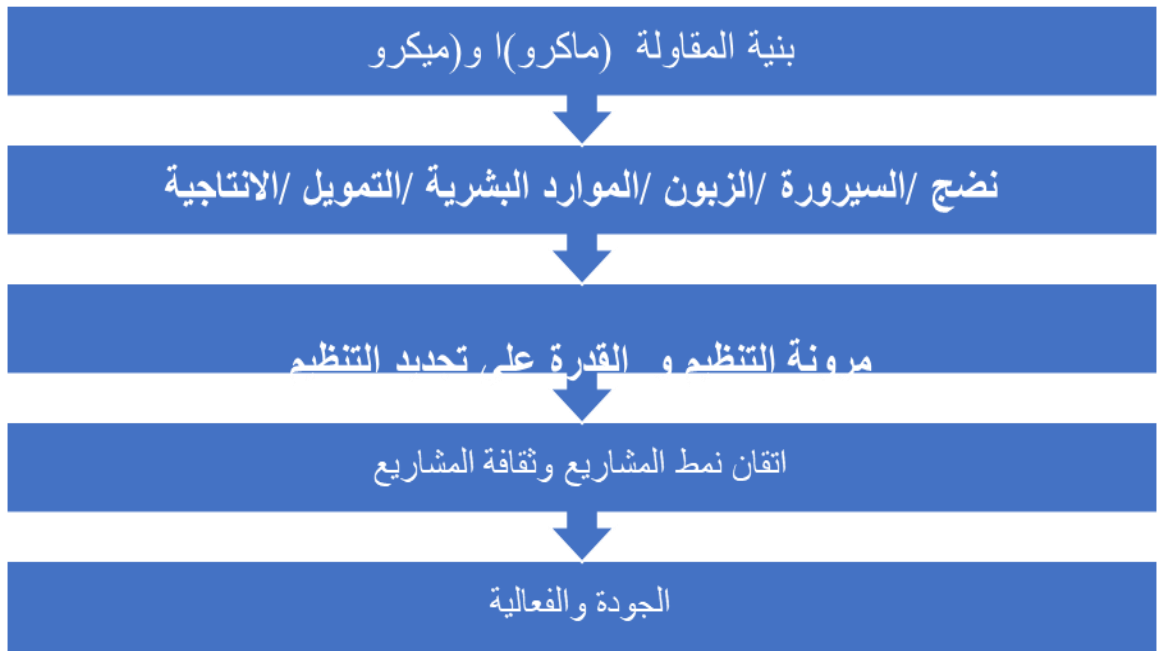 بنية المقاولة (ماكرو)ا و(ميكرو
نضج /السيرورة /الزبون /الموارد البشرية /التمويل /الانتاجية
مرونة التنظيم و القدرة على تحديد التنظيم
اتقان نمط المشاريع وثقافة المشاريع
الجودة والفعالية